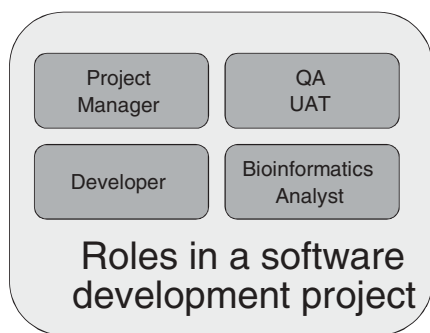 Project
Manager
QA
UAT
Developer
Bioinformatics
Analyst
Roles in a software
development project